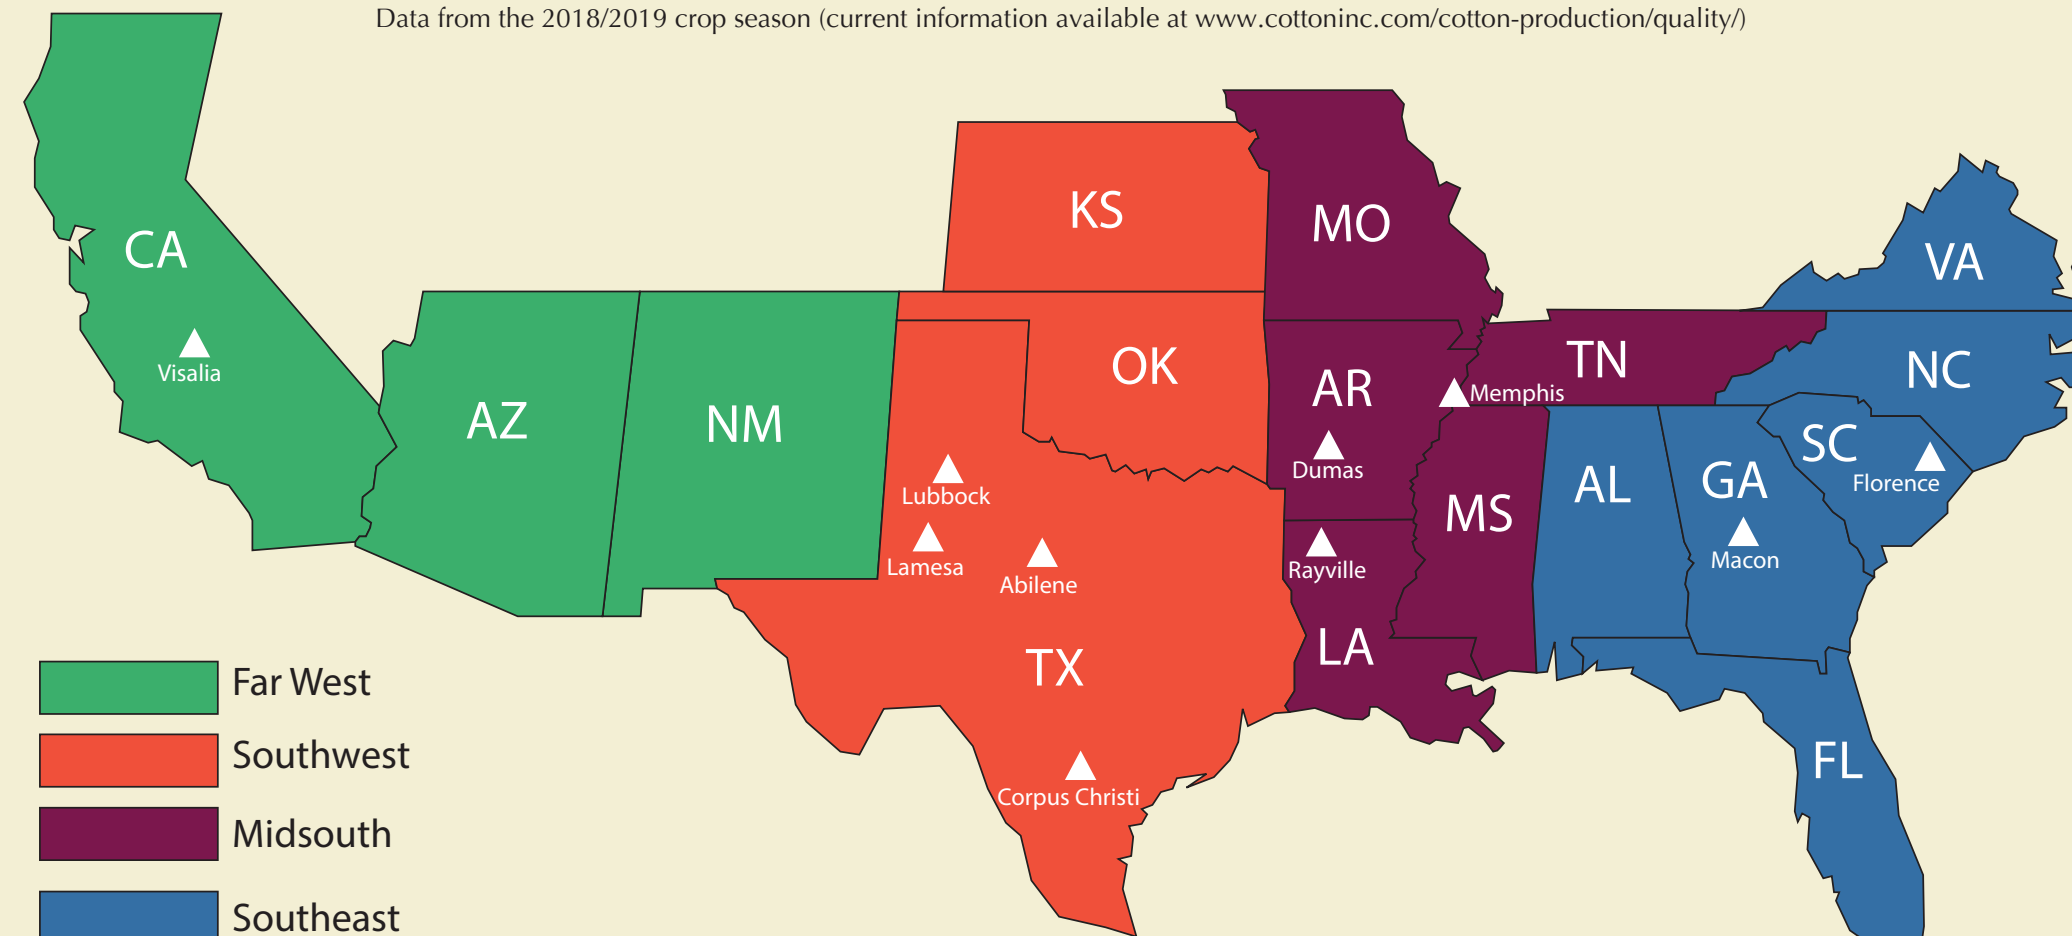 Data from the 2018/2019 crop season (current information available at www.cottoninc.com/cotton-production/quality/)
CA
Visalia
AZ
NM
KS
OK
Lubbock
Lamesa
Abilene
TX
Corpus Christi
MO
AR
Dumas
Memphis
TN
Rayville
LA
MS
AL
GA
Macon
SC
Florence
NC
VA
FL
Far West
Southwest
Midsouth
Southeast